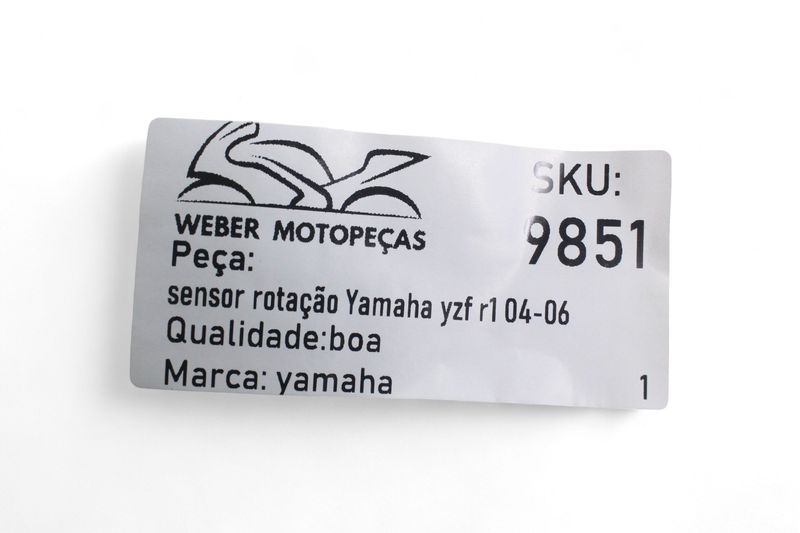 WEBER MOTOPEÇAS
SKU:
9851
Peça:
sensor rotação Yamaha yzf r1 04-06
Qualidade:boa
Marca: yamaha
1